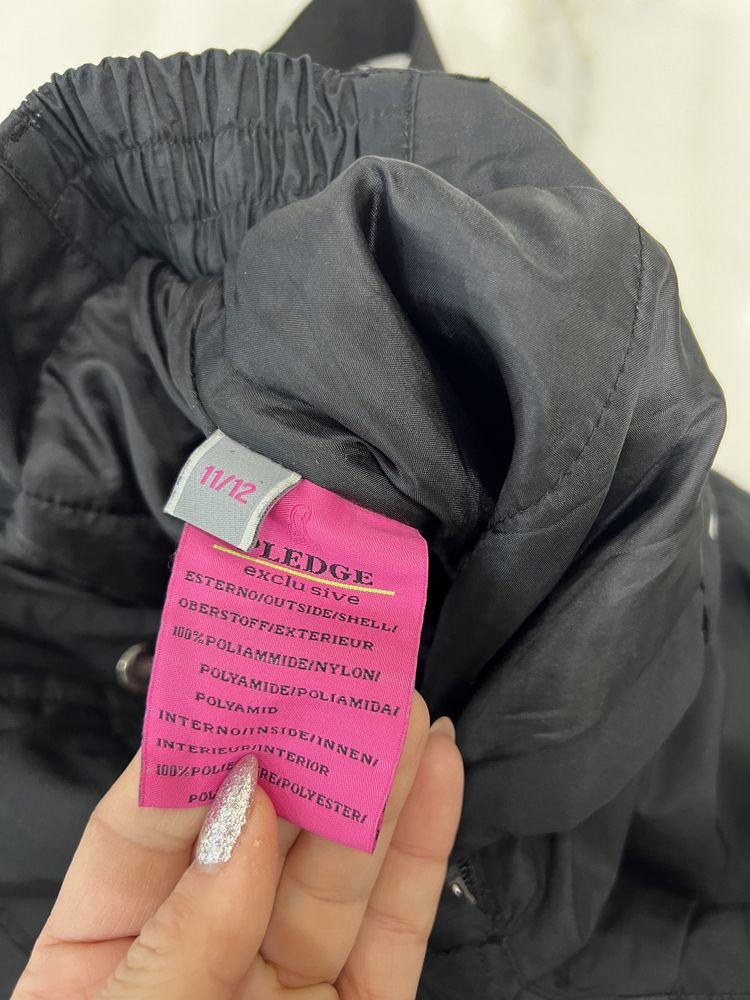 11/12
PLEDGE
exclusive
ESTERNO/OUTSIDE/SHELL/
OBERSTOFF/EXTERIEUR
100%POLIAMMIDE/NYLON/
POLYAMIDE/POLIAMIDA/
POLYAMID
INTERNO/INSIDE/INNEN/
INTERIEUR/INTERIOR
/POLYESTER/